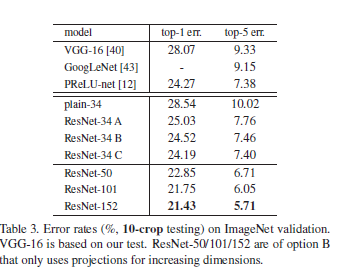 model top-1 err. top-5 err.
VGG-16 [40] 28.07 9.33
GoogLeNet [43] - 9.15
PReLU-net [12] 24.27 7.38
plain-34 28.54 10.02
ResNet-34 A 25.03 7.76
ResNet-34 B 24.52 7.46
ResNet-34 C 24.19 7.40
ResNet-50 22.85 6.71
ResNet-101 21.75 6.05
ResNet-152 21.43 5.71
Table 3. Error rates (%, 10-crop testing) on ImageNet validation.
VGG-16 is based on our test. ResNet-50/101/152 are of option B
that only uses projections for increasing dimensions.